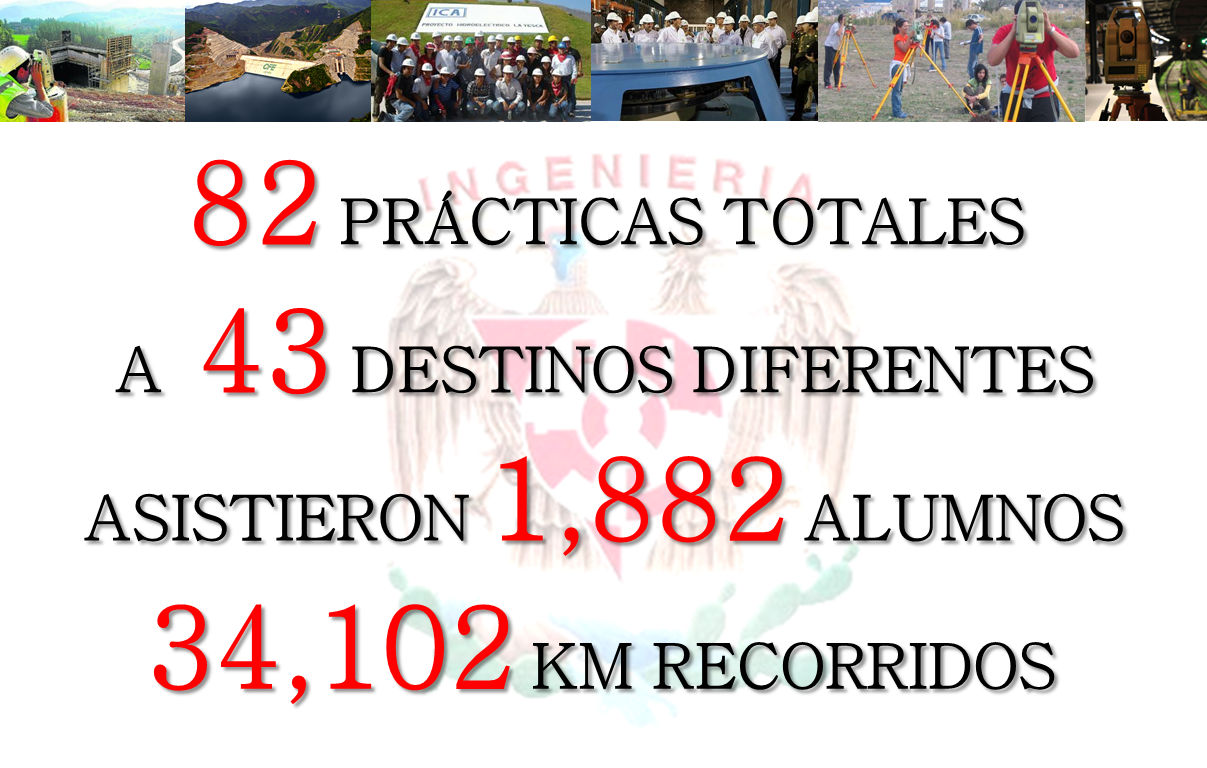 ICA
PROYECTO HIDROELECTRICO LA YESCA
CFE
INGENIERIA
82 PRÁCTICAS TOTALES
A 43 DESTINOS DIFERENTES
ASISTIERON 1,882 ALUMNOS
34,102 KM RECORRIDOS